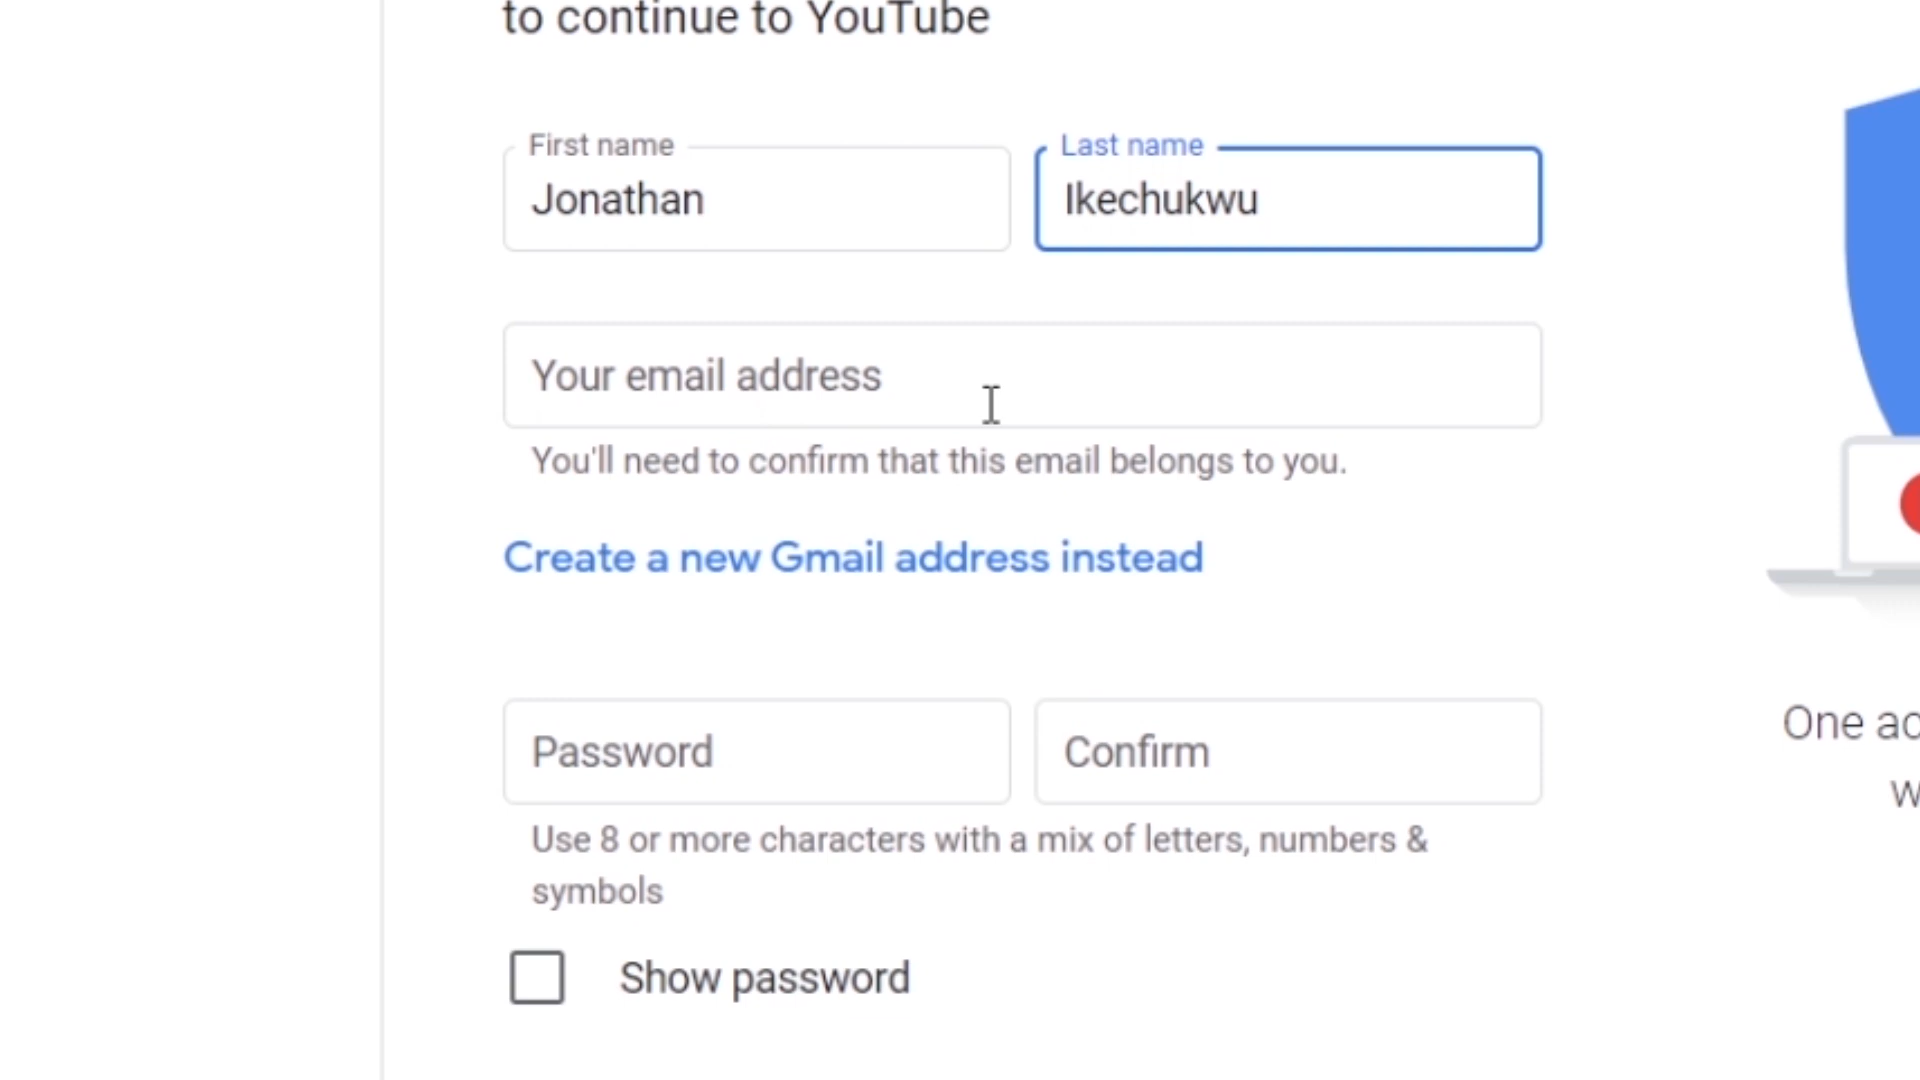 to continue to YouTube
First name
Last name
Jonathan
Ikechukwu
Your email address
You'll need to confirm that this email belongs to you.
Create a new Gmail address instead
Password
Confirm
One ac
w
Use 8 or more characters with a mix of letters, numbers &
symbols
Show password